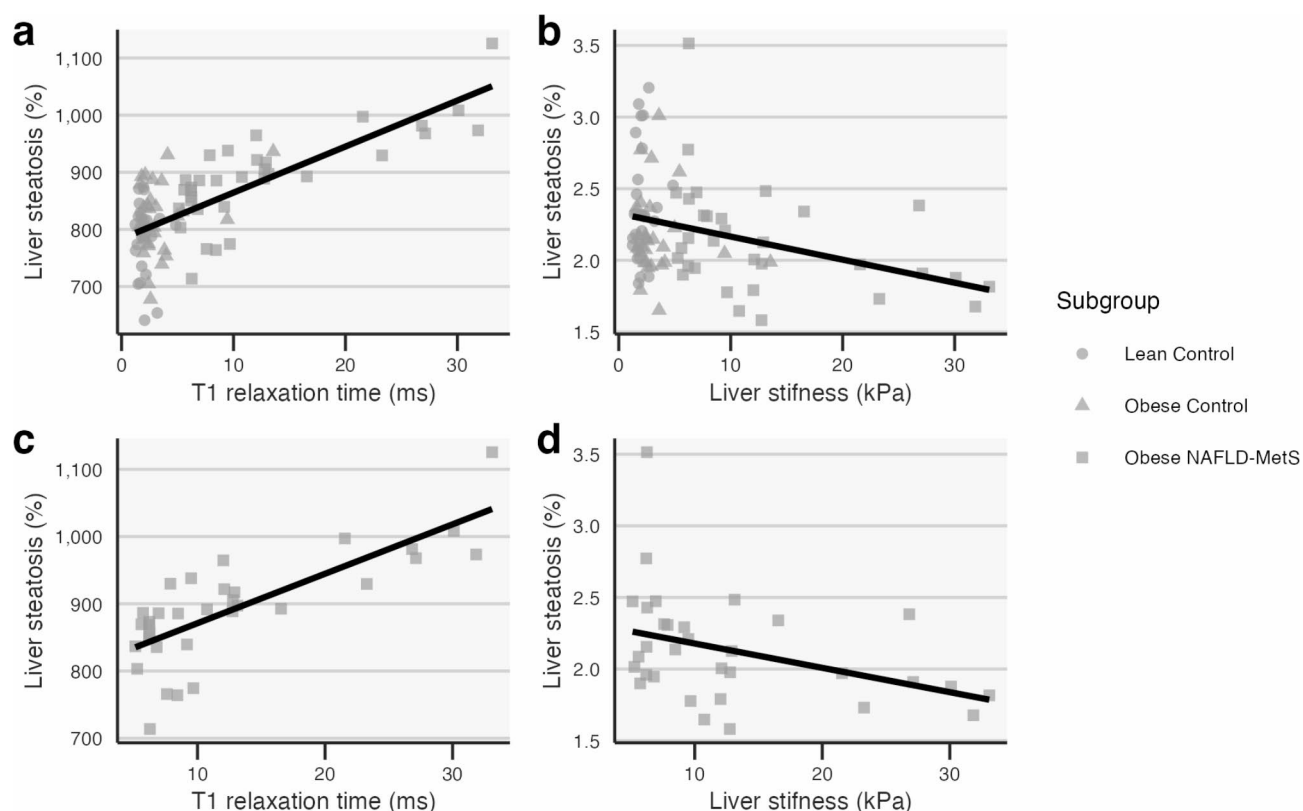 a
1,100
1,000
900
800
700
Liver steatosis (%)
0 10 20 30
T1 relaxation time (ms)
b
3.5
3.0
2.5
2.0
1.5
Liver steatosis (%)
0 10 20 30
Liver stifness (kPa)
Subgroup
Lean Control
Obese Control
Obese NAFLD-MetS
c
1,100
1,000
900
800
700
Liver steatosis (%)
10 20 30
T1 relaxation time (ms)
d
3.5
3.0
2.5
2.0
1.5
Liver steatosis (%)
10 20 30
Liver stifness (kPa)